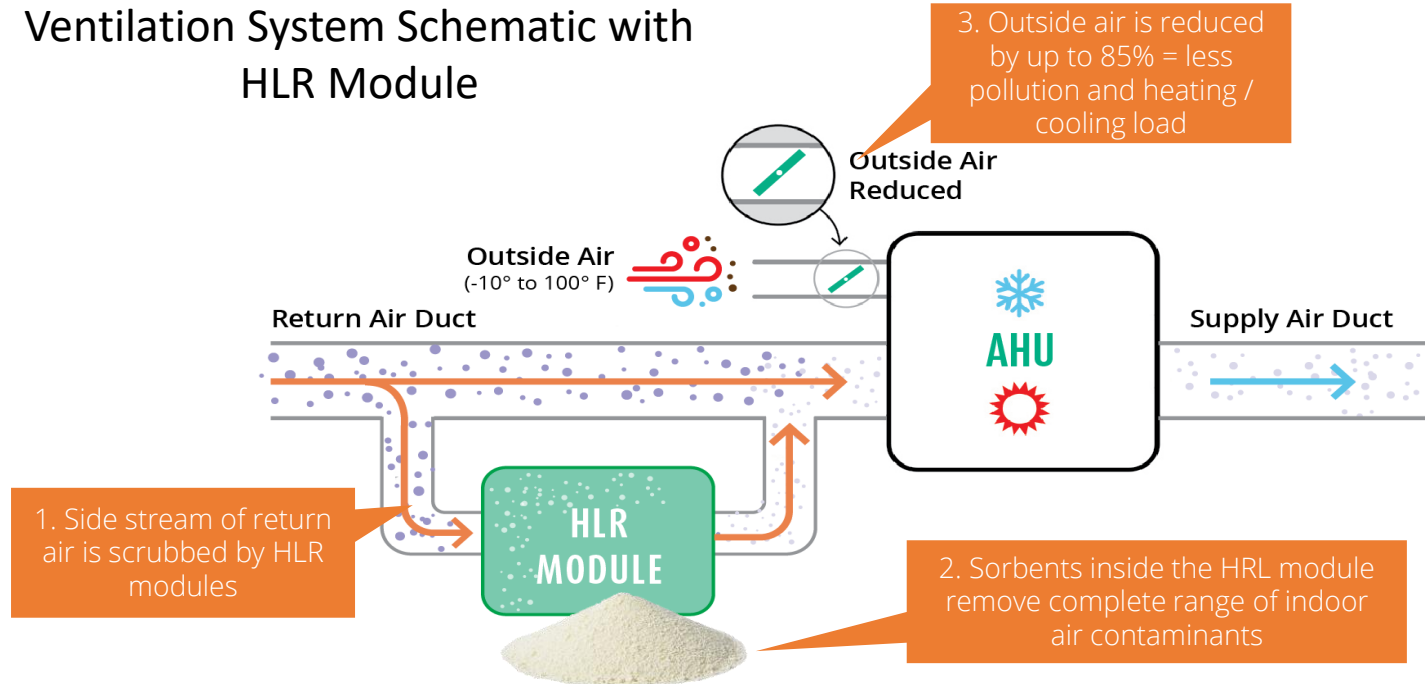 Ventilation System Schematic with
HLR Module
3. Outside air is reduced
by up to 85% = less
pollution and heating /
cooling load
Outside Air
Reduced
Outside Air
(-10° to 100° F)
Return Air Duct
AHU
Supply Air Duct
1. Side stream of return
air is scrubbed by HLR
modules
HLR
MODULE
2. Sorbents inside the HRL module
remove complete range of indoor
air contaminants